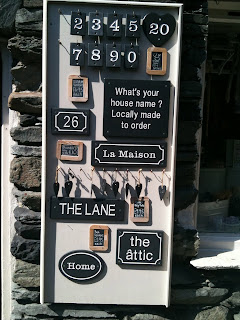 2 3 4 5 20
7 8 9 0
What's your
house name ?
Locally made
to order
26
La Maison
THE LANE
the
âttic
Home